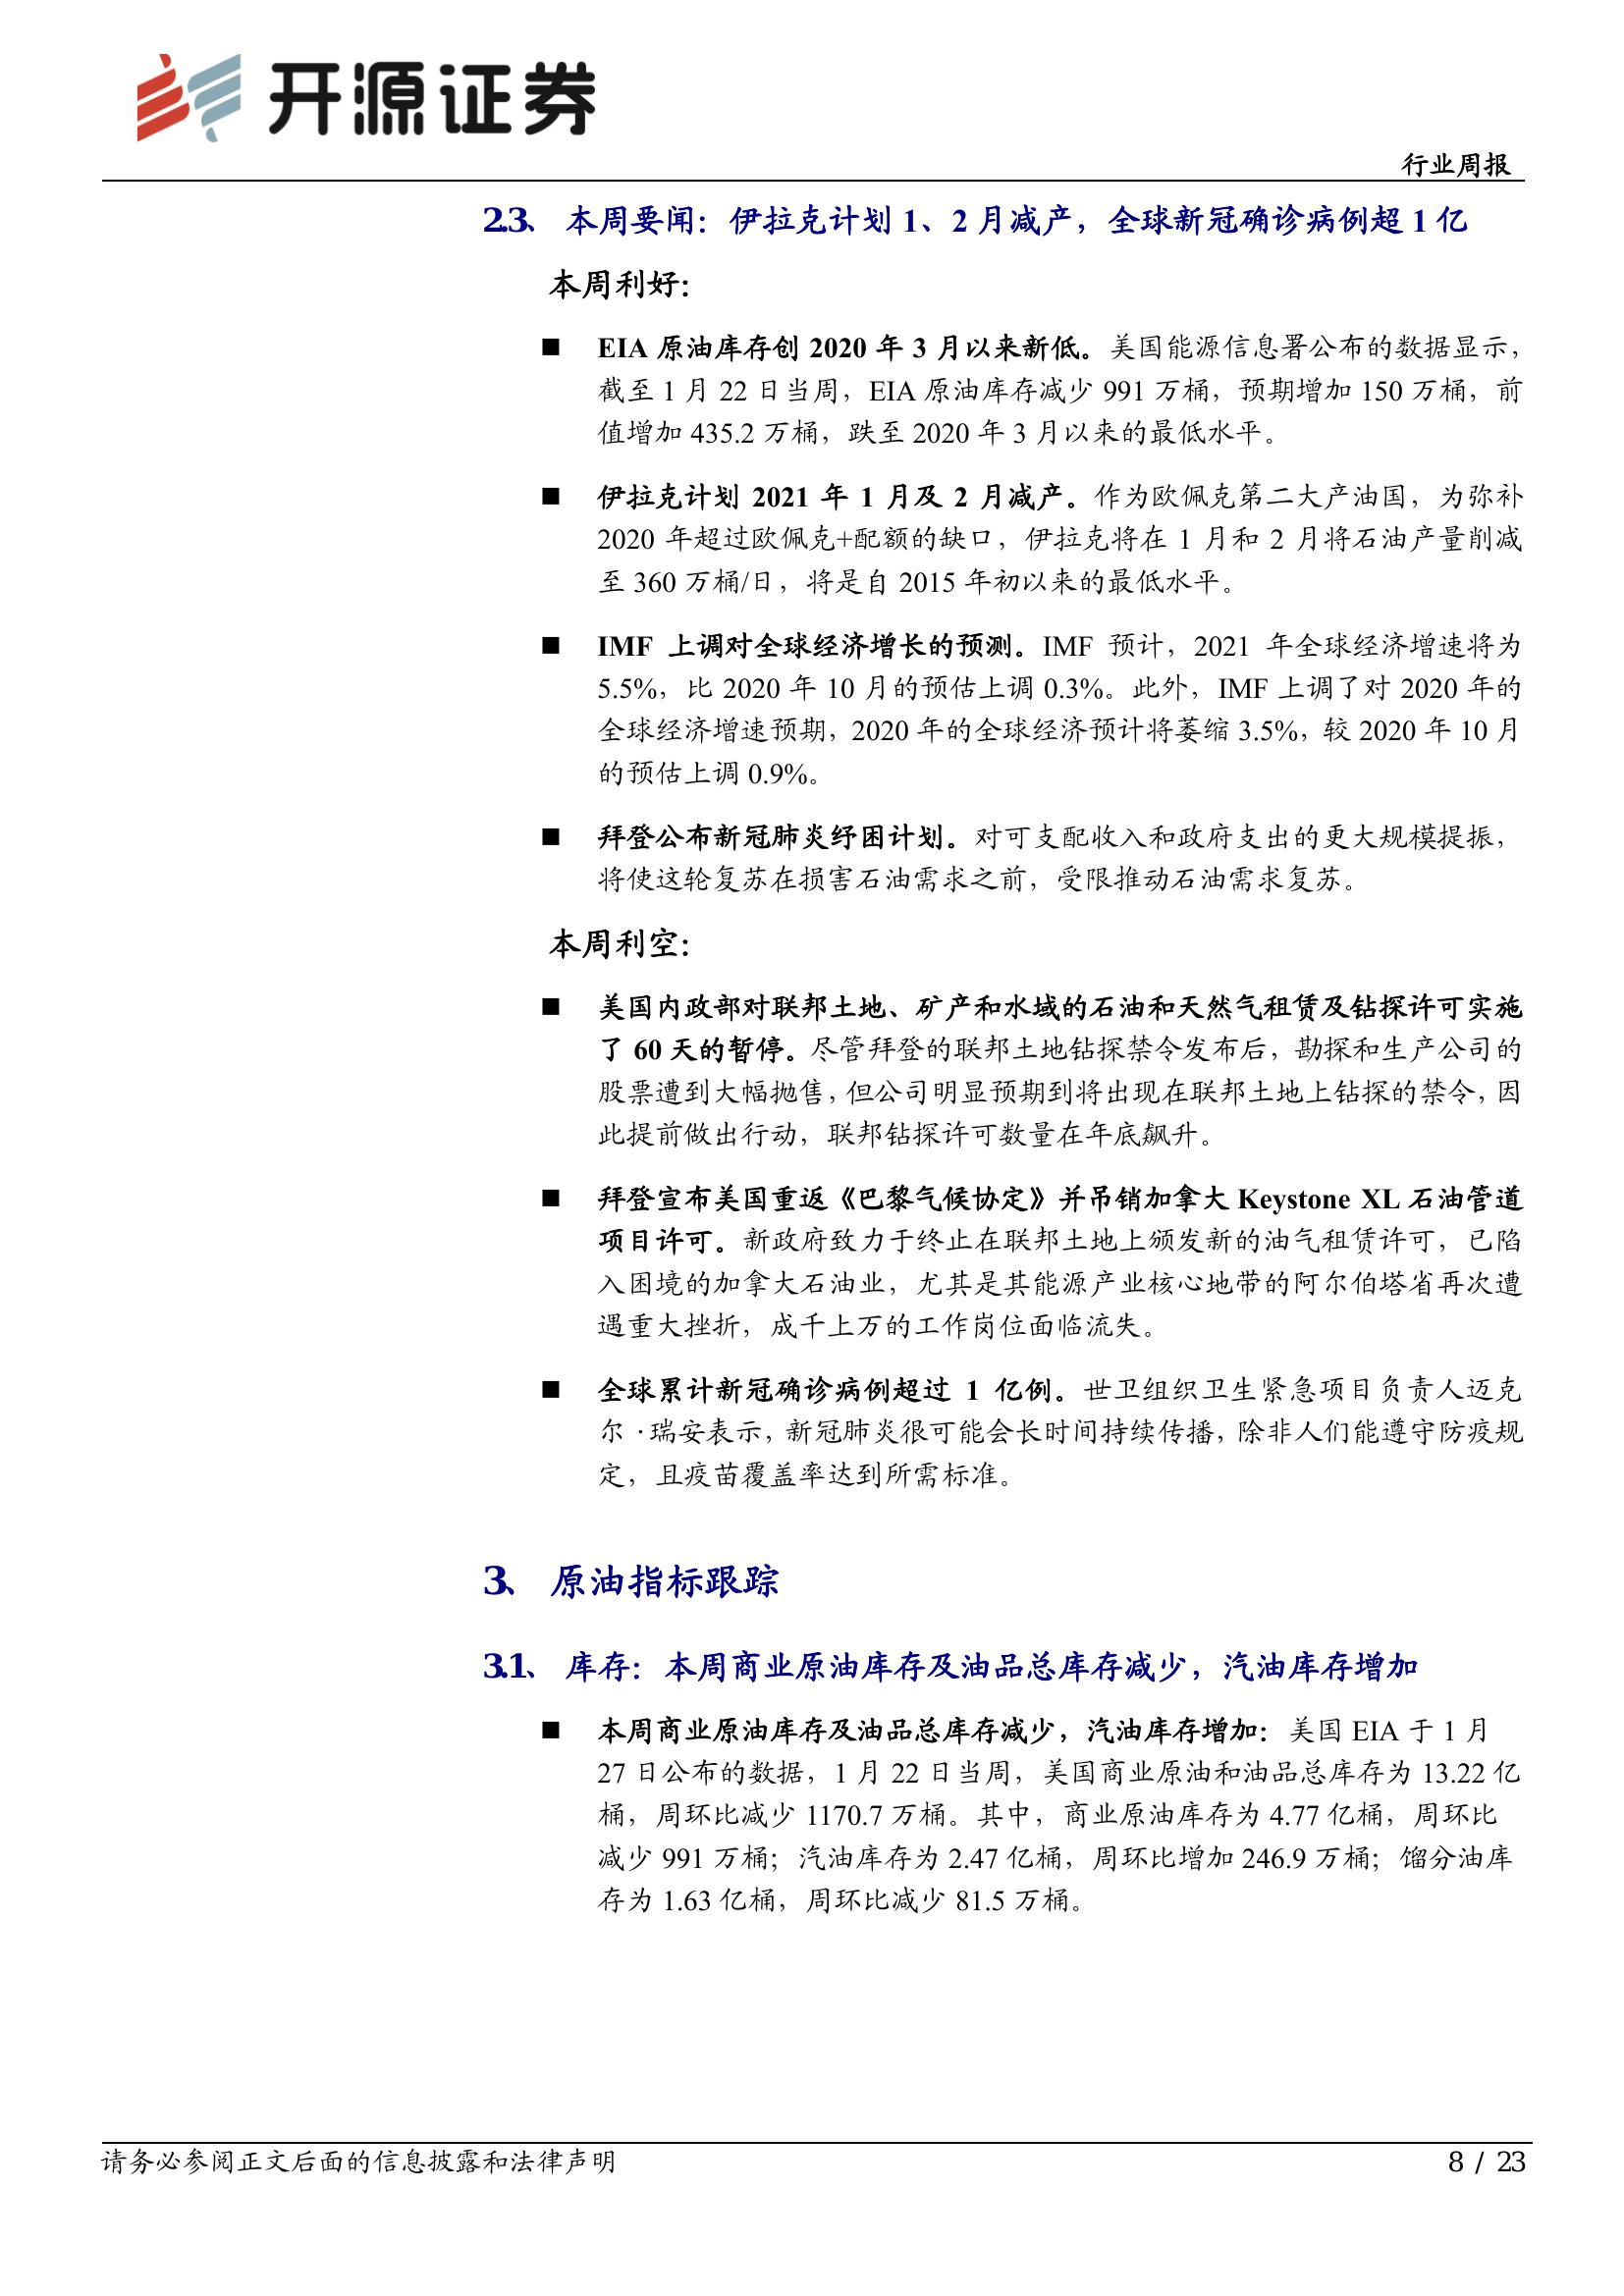 开源证券
行业周报
2.3、 本周要闻：伊拉克计划 1、2 月减产，全球新冠确诊病例超 1 亿
本周利好：
■ EIA 原油库存创 2020 年 3 月以来新低。美国能源信息署公布的数据显示，
截至 1 月 22 日当周，EIA 原油库存减少 991 万桶，预期增加 150 万桶，前
值增加 435.2 万桶，跌至 2020 年 3 月以来的最低水平。
■ 伊拉克计划 2021 年 1 月及 2 月减产。作为欧佩克第二大产油国，为弥补
2020 年超过欧佩克+配额的缺口，伊拉克将在 1 月和 2 月将石油产量削减
至 360 万桶/日，将是自 2015 年初以来的最低水平。
■ IMF 上调对全球经济增长的预测。IMF 预计，2021 年全球经济增速将为
5.5%，比 2020 年 10 月的预估上调 0.3%。此外，IMF 上调了对 2020 年的
全球经济增速预期，2020 年的全球经济预计将萎缩 3.5%，较 2020 年 10 月
的预估上调 0.9%。
■ 拜登公布新冠肺炎纾困计划。对可支配收入和政府支出的更大规模提振，
将使这轮复苏在损害石油需求之前，受限推动石油需求复苏。
本周利空：
■ 美国内政部对联邦土地、矿产和水域的石油和天然气租赁及钻探许可实施
了 60 天的暂停。尽管拜登的联邦土地钻探禁令发布后，勘探和生产公司的
股票遭到大幅抛售，但公司明显预期到将出现在联邦土地上钻探的禁令，因
此提前做出行动，联邦钻探许可数量在年底飙升。
■ 拜登宣布美国重返《巴黎气候协定》并吊销加拿大 Keystone XL 石油管道
项目许可。新政府致力于终止在联邦土地上颁发新的油气租赁许可，已陷
入困境的加拿大石油业，尤其是其能源产业核心地带的阿尔伯塔省再次遭
遇重大挫折，成千上万的工作岗位面临流失。
■ 全球累计新冠确诊病例超过 1 亿例。世卫组织卫生紧急项目负责人迈克
尔·瑞安表示，新冠肺炎很可能会长时间持续传播，除非人们能遵守防疫规
定，且疫苗覆盖率达到所需标准。
3、 原油指标跟踪
3.1、 库存：本周商业原油库存及油品总库存减少，汽油库存增加
■ 本周商业原油库存及油品总库存减少，汽油库存增加：美国 EIA 于 1 月
27 日公布的数据，1 月 22 日当周，美国商业原油和油品总库存为 13.22 亿
桶，周环比减少 1170.7 万桶。其中，商业原油库存为 4.77 亿桶，周环比
减少 991 万桶；汽油库存为 2.47 亿桶，周环比增加 246.9 万桶；馏分油库
存为 1.63 亿桶，周环比减少 81.5 万桶。
请务必参阅正文后面的信息披露和法律声明
8 / 23